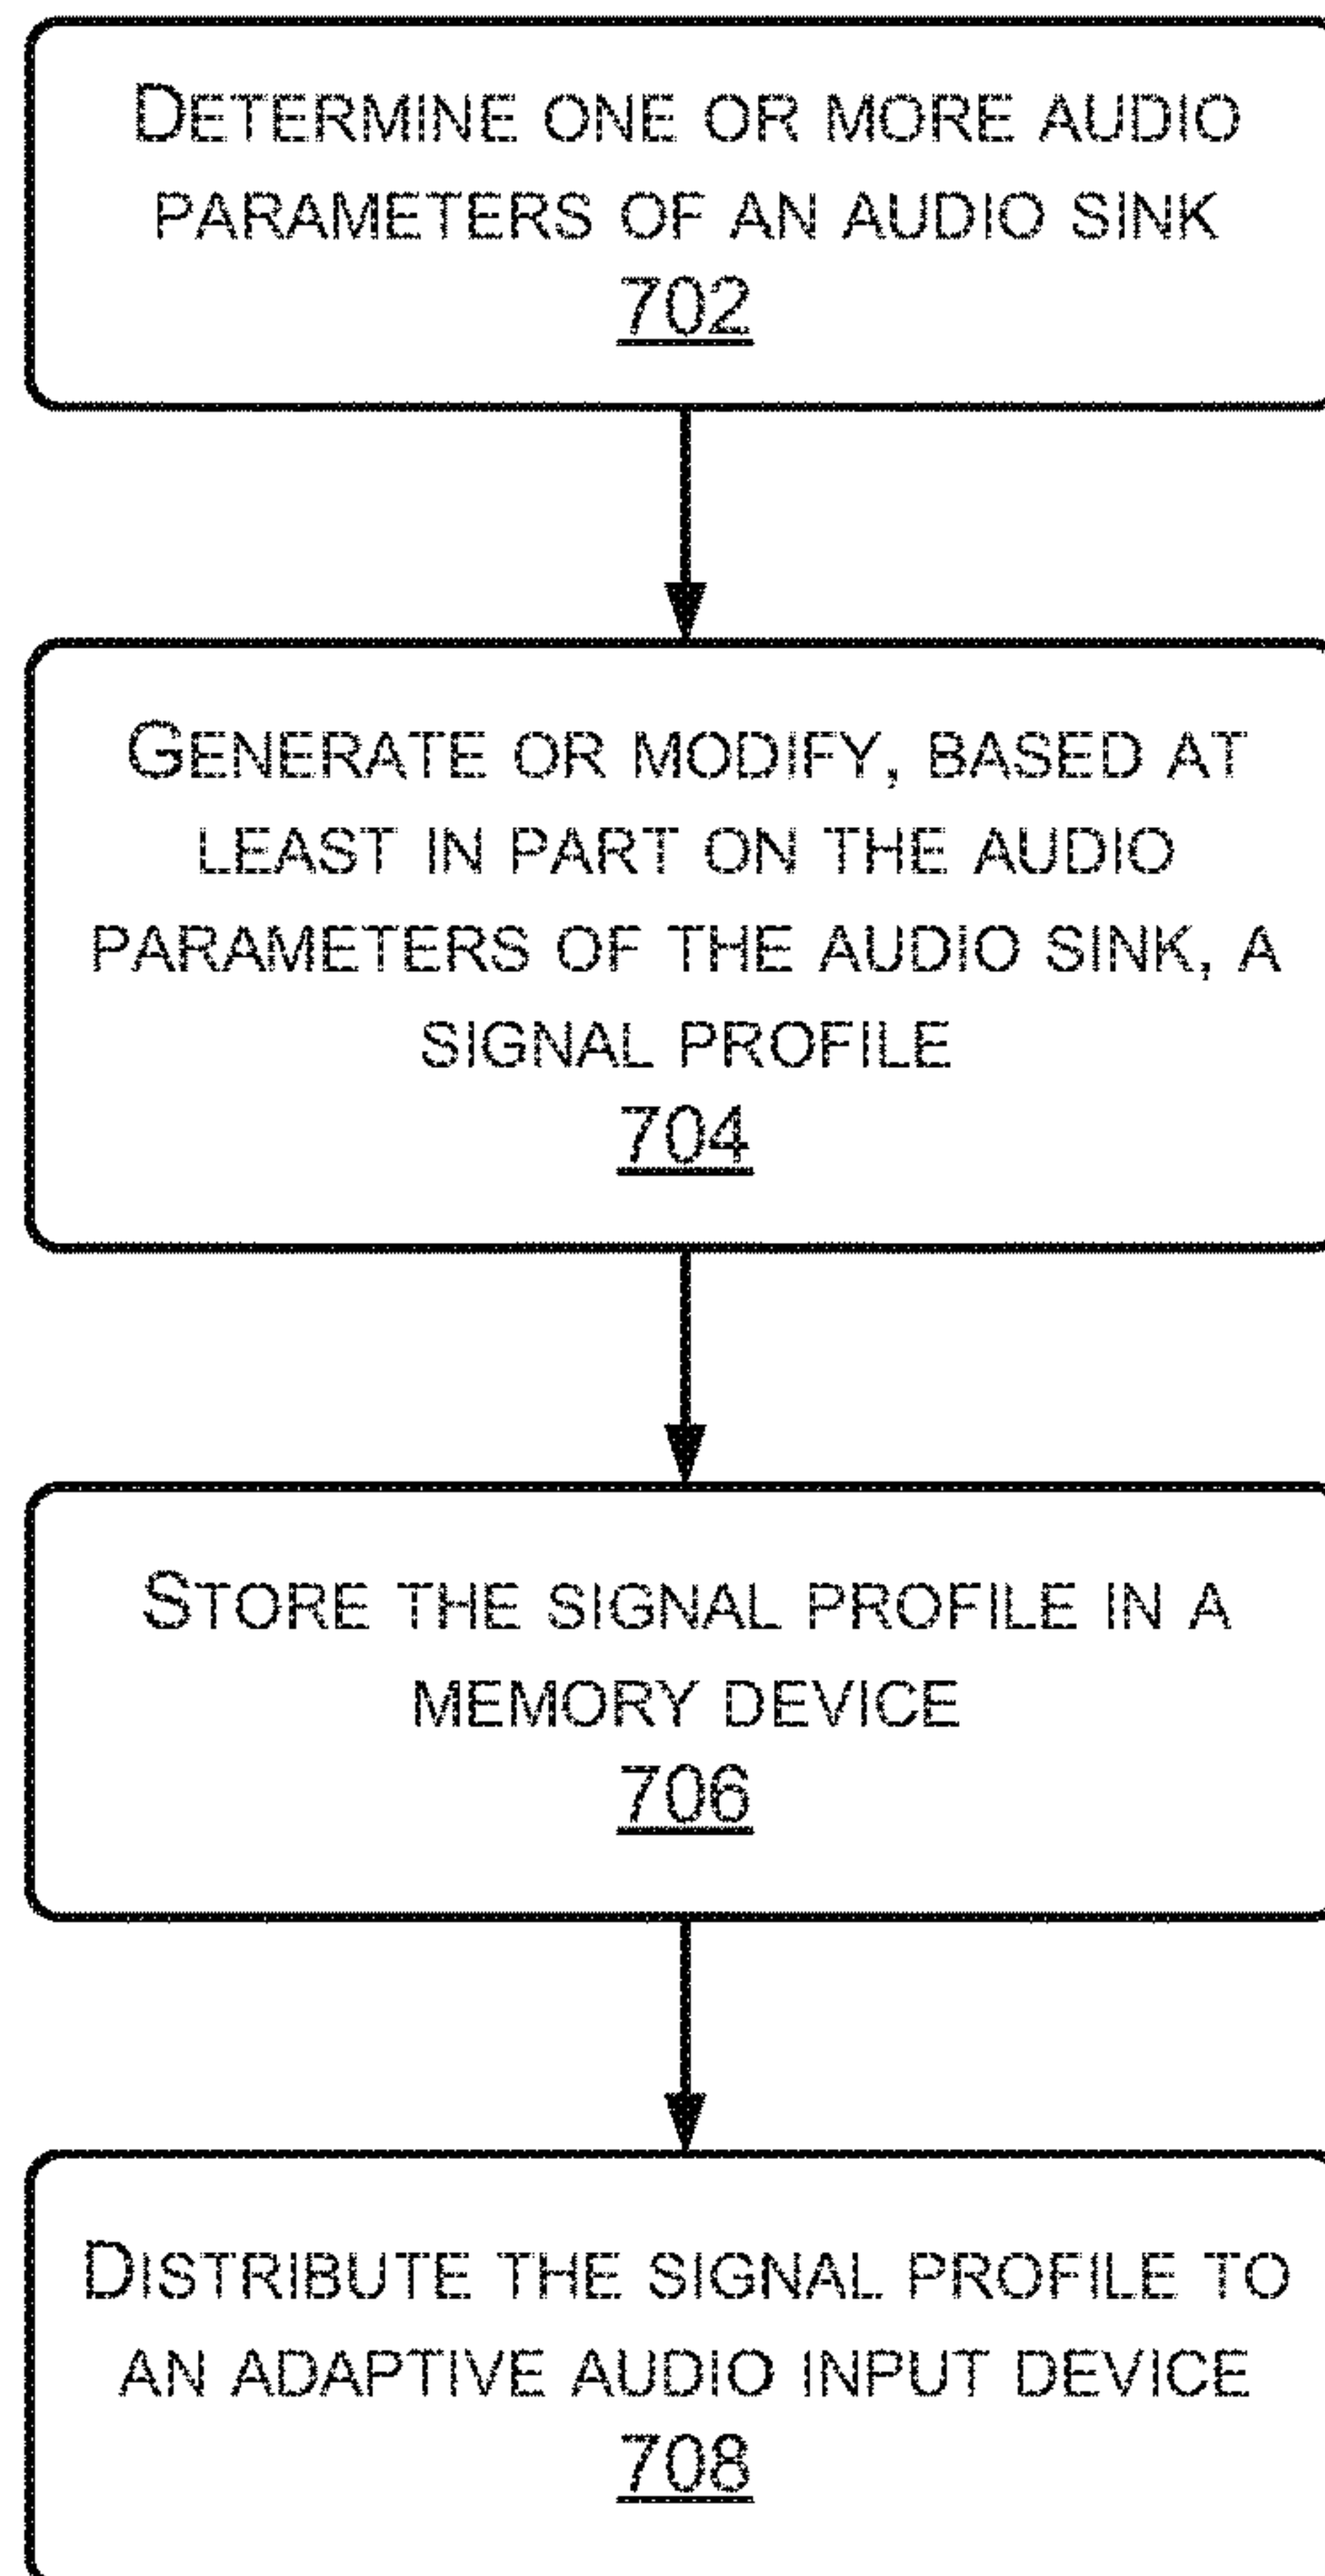 DETERMINE ONE OR MORE AUDIO
PARAMETERS OF AN AUDIO SINK
702
GENERATE OR MODIFY, BASED AT
LEAST IN PART ON THE AUDIO
PARAMETERS OF THE AUDIO SINK, A
SIGNAL PROFILE
704
STORE THE SIGNAL PROFILE IN A
MEMORY DEVICE
706
DISTRIBUTE THE SIGNAL PROFILE TO
AN ADAPTIVE AUDIO INPUT DEVICE
708